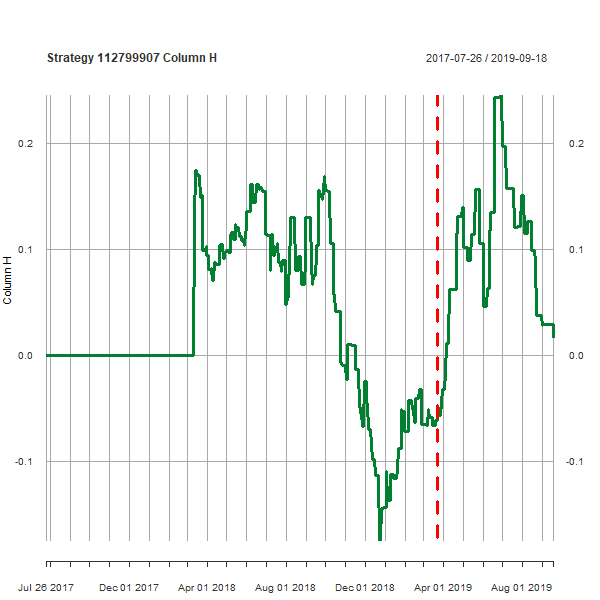 Strategy 112799907 Column H
2017-07-26 / 2019-09-18
0.2
0.2
0.1
0.1
0.0
0.0
-0.1
-0.1
Column H
Jul 26 2017
Dec 01 2017
Apr 01 2018
Aug 01 2018
Dec 01 2018
Apr 01 2019
Aug 01 2019